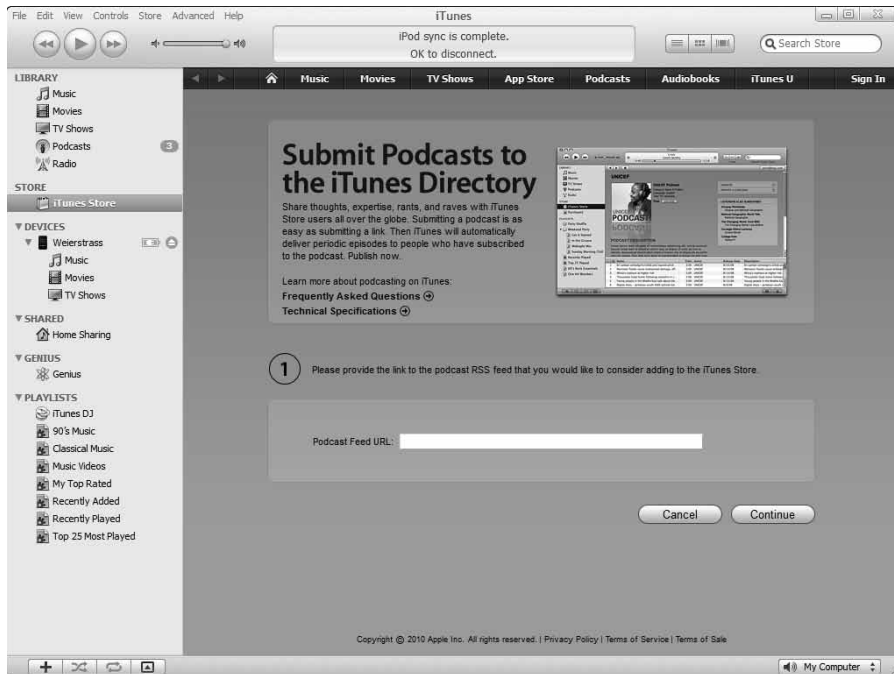 File Edit View Controls Store Advanced Help
iTunes
iPod sync is complete.
OK to disconnect.
Search Store
LIBRARY
Music
Movies
TV Shows
Podcasts 3
Radio
STORE
iTunes Store
DEVICES
Weierstrass
Music
Movies
TV Shows
SHARED
Home Sharing
GENIUS
Genius
PLAYLISTS
iTunes DJ
90's Music
Classical Music
Music Videos
My Top Rated
Recently Added
Recently Played
Top 25 Most Played
Music Movies TV Shows App Store Podcasts Audiobooks iTunes U Sign In
Submit Podcasts to
the iTunes Directory
Share thoughts, expertise, rants, and raves with iTunes
Store users all over the globe. Submitting a podcast is as
easy as submitting a link. Then iTunes will automatically
deliver periodic episodes to people who have subscribed
to the podcast. Publish now.
Learn more about podcasting on iTunes:
Frequently Asked Questions
Technical Specifications
UNICEF
PODCAST
1 Please provide the link to the podcast RSS feed that you would like to consider adding to the iTunes Store.
Podcast Feed URL:
Cancel Continue
Copyright © 2010 Apple Inc. All rights reserved. | Privacy Policy | Terms of Service | Terms of Sale
My Computer